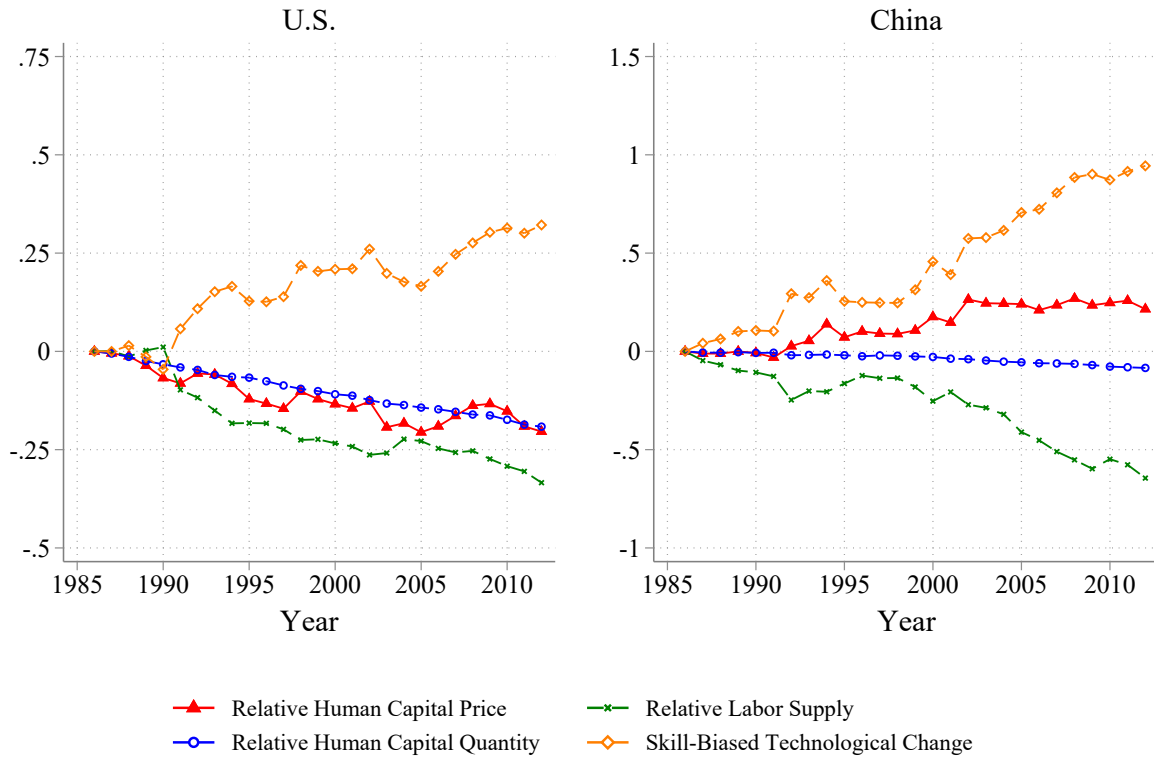 U.S.
.75
.5
.25
0
-.25
-.5
1985 1990 1995 2000 2005 2010
Year
China
1.5
1
.5
0
-.5
-1
1985 1990 1995 2000 2005 2010
Year
Relative Human Capital Price
Relative Labor Supply
Relative Human Capital Quantity
Skill-Biased Technological Change